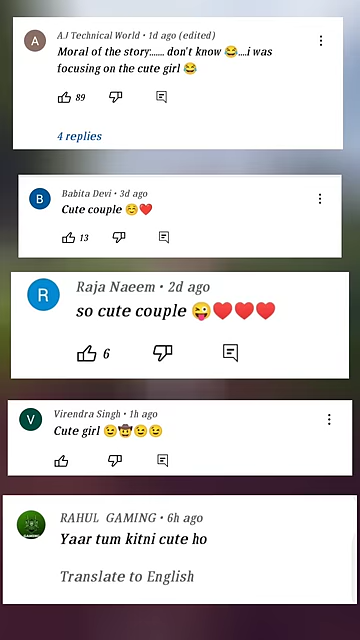 A
A.J Technical World • 1d ago (edited)
Moral of the story:...... don't know 😂....i was
focusing on the cute girl 😂
89
4 replies
B
Babita Devi • 3d ago
Cute couple ☺️❤️
13
R
Raja Naeem • 2d ago
so cute couple 😜❤️❤️❤️
6
V
Virendra Singh • 1h ago
Cute girl 😉🤠😉😉
RAHUL GAMING • 6h ago
Yaar tum kitni cute ho
Translate to English